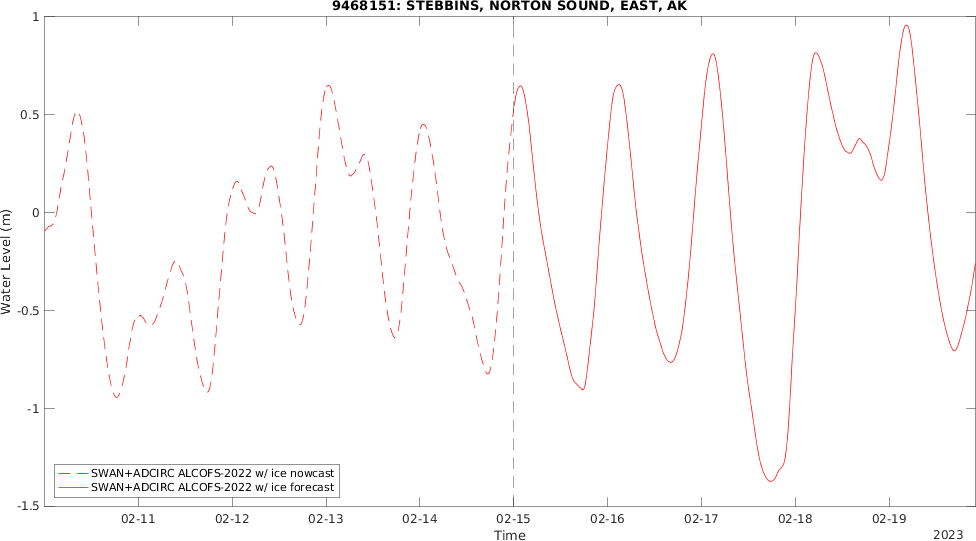 9468151: STEBBINS, NORTON SOUND, EAST, AK
1
0.5
0
-0.5
-1
-1.5
Water Level (m)
SWAN+ADCIRC ALCOFS-2022 w/ ice nowcast
SWAN+ADCIRC ALCOFS-2022 w/ ice forecast
02-11 02-12 02-13 02-14 02-15 02-16 02-17 02-18 02-19
Time
2023